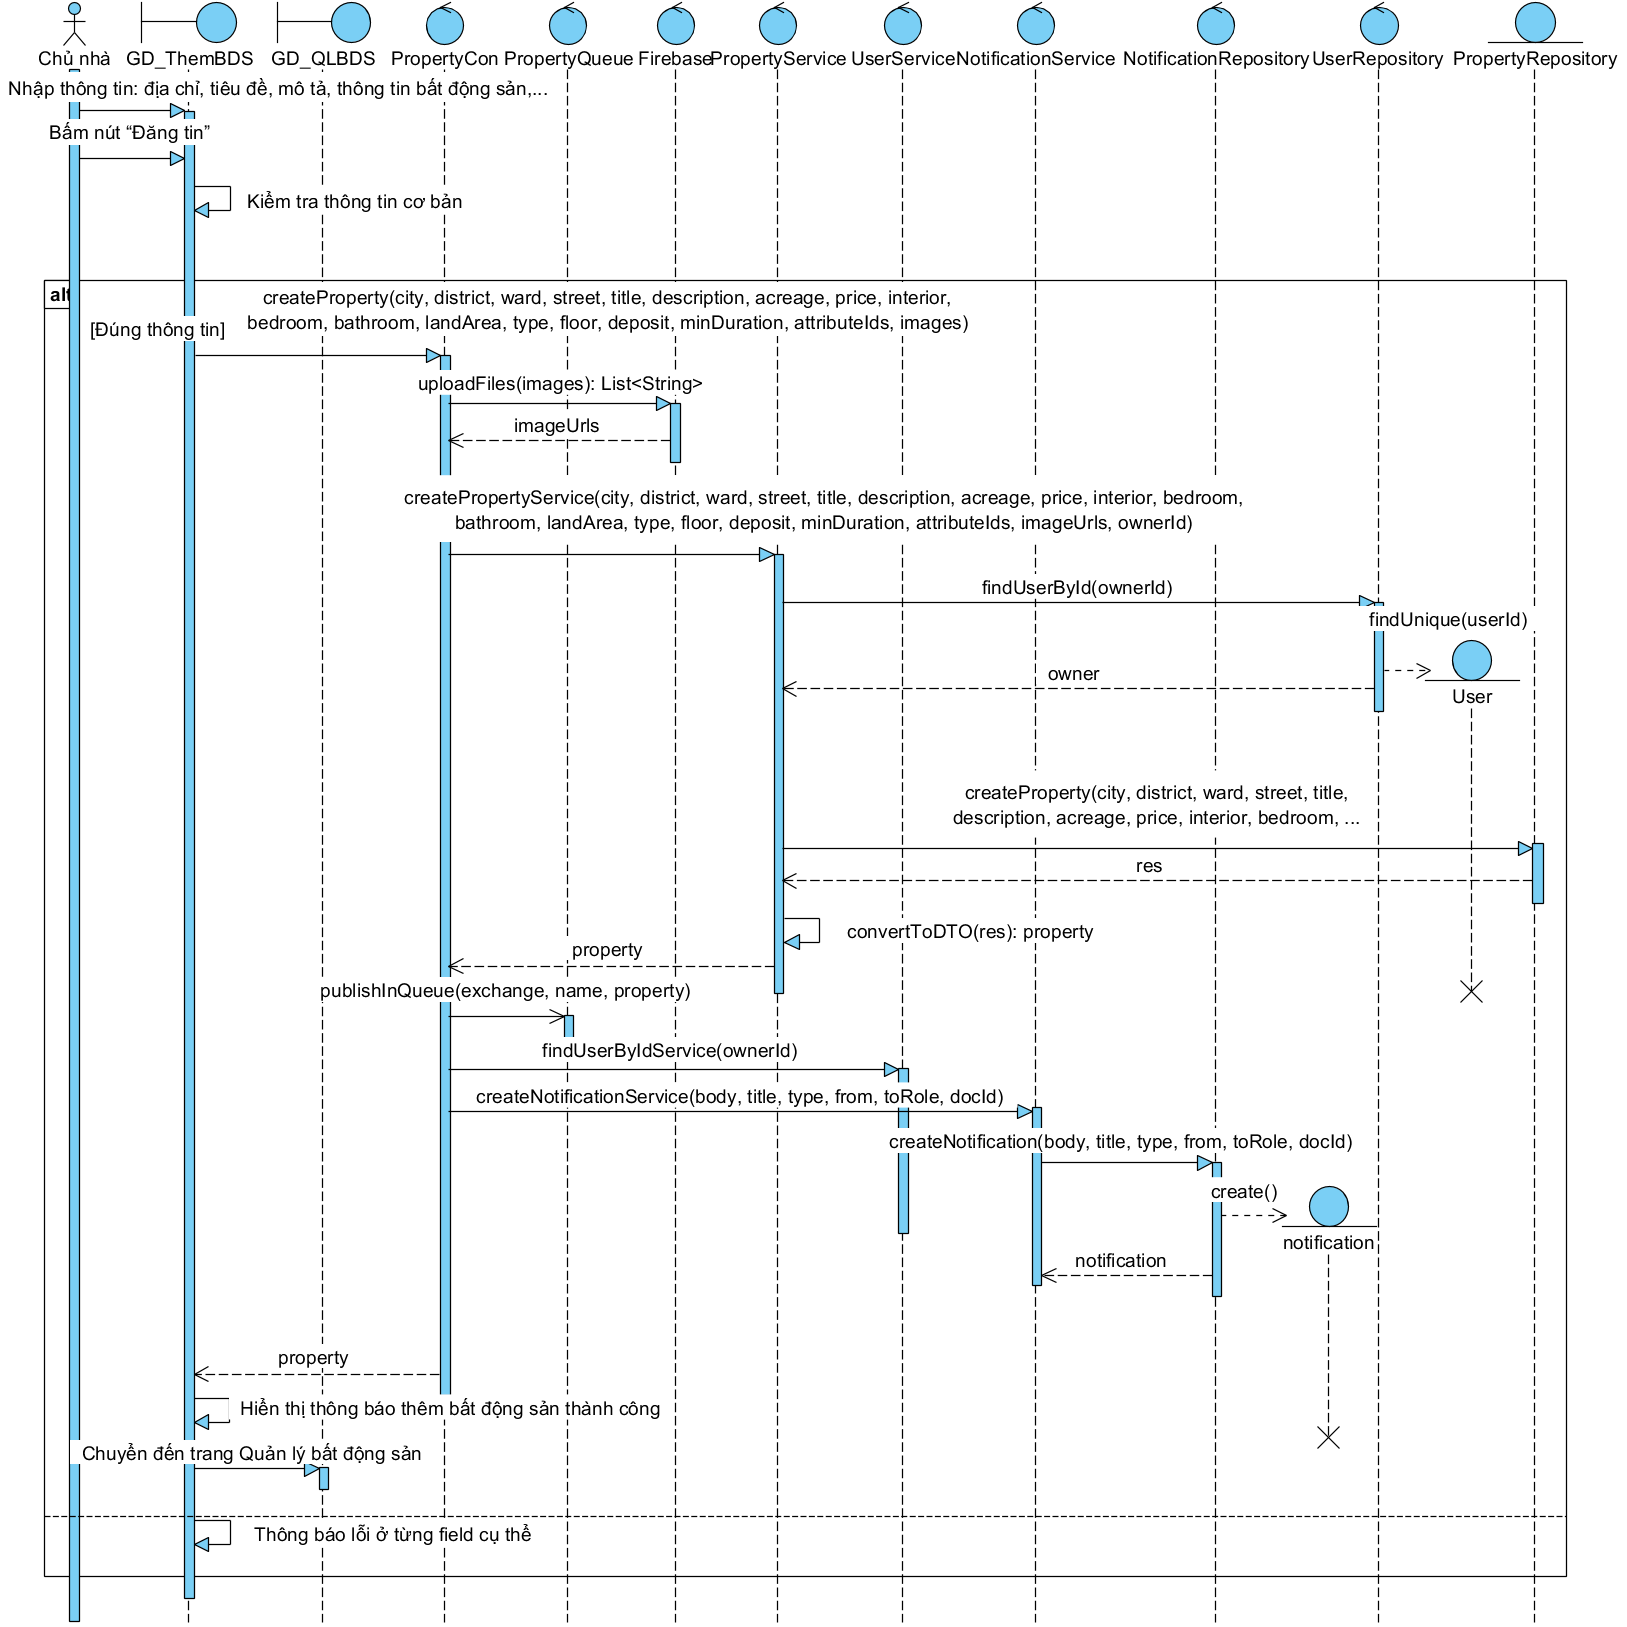 Chủ nhà
GD_ThemBDS
GD_QLBDS
PropertyCon
PropertyQueue
Firebase
PropertyService
UserService
NotificationService
NotificationRepository
UserRepository
PropertyRepository
Nhập thông tin: địa chỉ, tiêu đề, mô tả, thông tin bất động sản,...
Bấm nút “Đăng tin”
Kiểm tra thông tin cơ bản
alt
createProperty(city, district, ward, street, title, description, acreage, price, interior,
bedroom, bathroom, landArea, type, floor, deposit, minDuration, attributeIds, images)
[Đúng thông tin]
uploadFiles(images): List<String>
imageUrls
createPropertyService(city, district, ward, street, title, description, acreage, price, interior, bedroom,
bathroom, landArea, type, floor, deposit, minDuration, attributeIds, imageUrls, ownerId)
findUserById(ownerId)
findUnique(userId)
owner
User
createProperty(city, district, ward, street, title,
description, acreage, price, interior, bedroom, ...
res
convertToDTO(res): property
property
publishInQueue(exchange, name, property)
findUserByIdService(ownerId)
createNotificationService(body, title, type, from, toRole, docId)
createNotification(body, title, type, from, toRole, docId)
create()
notification
notification
property
Hiển thị thông báo thêm bất động sản thành công
Chuyển đến trang Quản lý bất động sản
Thông báo lỗi ở từng field cụ thể